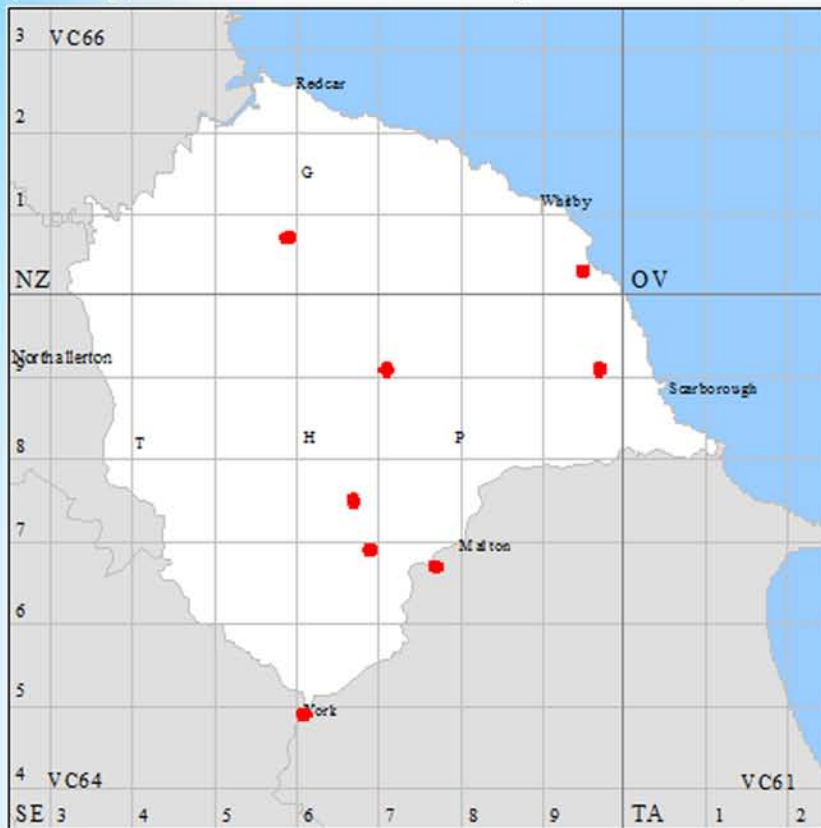 3 VC66
Redcar
2
G
1
Whitby
NZ
OV
Northallerton
9
Scarborough
T H P
8
7
Malton
6
5
York
4
VC64 VC61
SE 3 4 5 6 7 8 9 TA 1 2